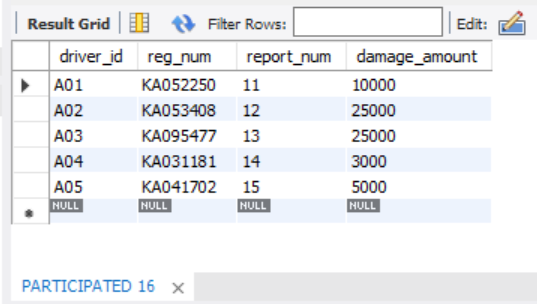 Result Grid Filter Rows: Edit:
driver_id reg_num report_num damage_amount
A01 KA052250 11 10000
A02 KA053408 12 25000
A03 KA095477 13 25000
A04 KA031181 14 3000
A05 KA041702 15 5000
NULL NULL NULL NULL
PARTICIPATED 16